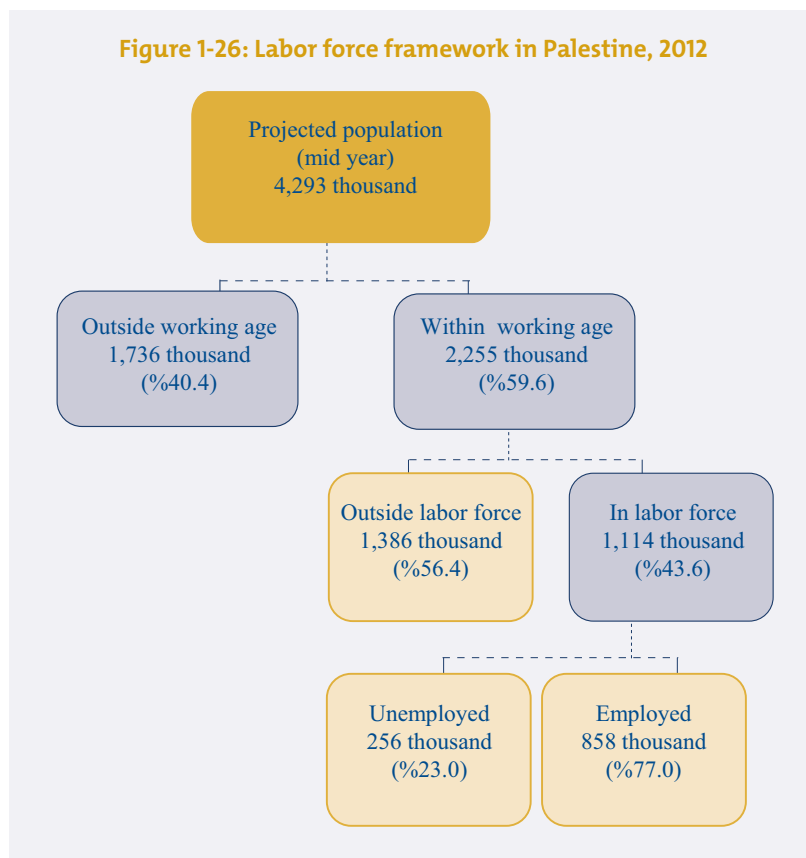 Figure 1-26: Labor force framework in Palestine, 2012
Projected population
(mid year)
4,293 thousand
Outside working age
1,736 thousand
(%40.4)
Within working age
2,255 thousand
(%59.6)
Outside labor force
1,386 thousand
(%56.4)
In labor force
1,114 thousand
(%43.6)
Unemployed
256 thousand
(%23.0)
Employed
858 thousand
(%77.0)